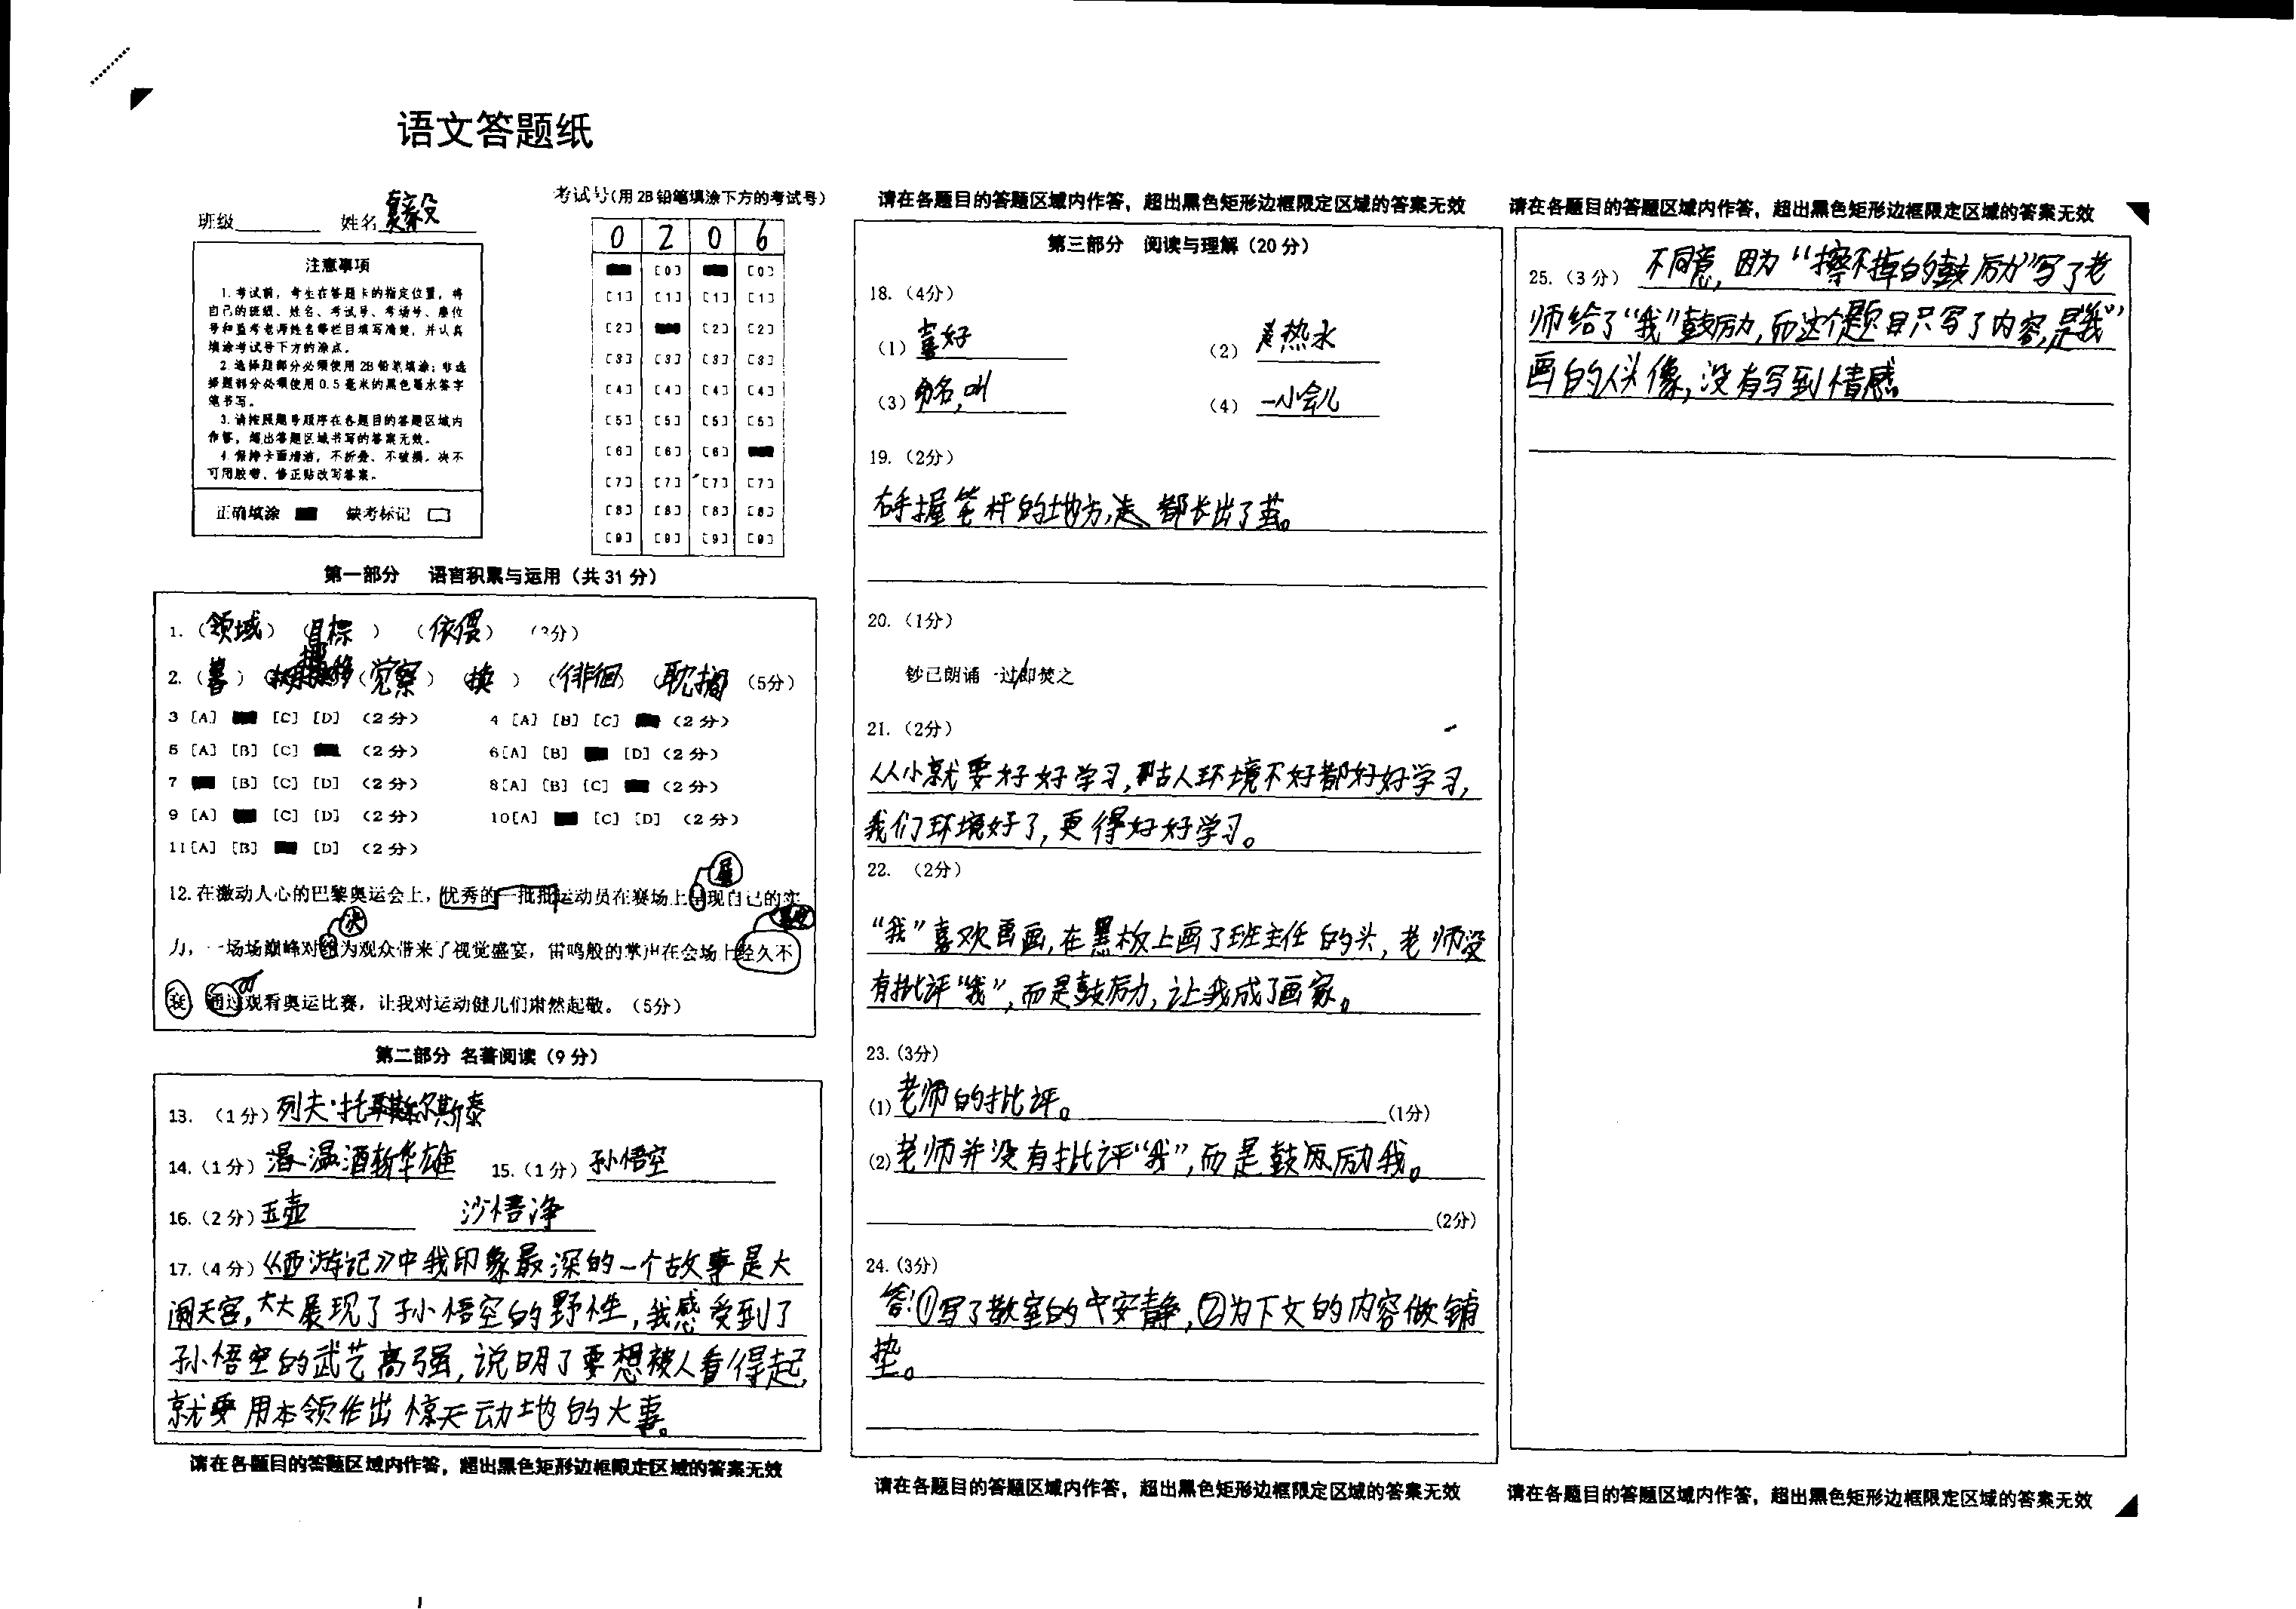 语文答题纸
班级 姓名
考试号(用 2B 铅笔填涂下方的考试号)
0 2 0 6
[0] [0]
[1] [1] [1] [1]
[2] [2] [2]
[3] [3] [3] [3]
[4] [4] [4] [4]
[5] [5] [5] [5]
[6] [6] [6]
[7] [7] [7] [7]
[8] [8] [8] [8]
[9] [9] [9] [9]
注意事项
1.考试前，考生在答题卡的指定位置，将
自己的班级、姓名、考试号、考场号、座位
号和监考老师姓名等栏目填写清楚，并认真
填涂考试号下方的涂点。
2.选择题部分必须使用 2B 铅笔填涂；非选
择题部分必须使用 0.5 毫米的黑色墨水签字
笔书写。
3.请按照题号顺序在各题目的答题区域内
作答，超出答题区域书写的答案无效。
4.保持卡面清洁，不折叠、不破损。决不
可用胶带、修正贴改写答案。
正确填涂 缺考标记
第一部分 语言积累与运用（共 31 分）
1.（领域）（目标）（依偎）（3分）
2.（暮）（挪移）（觉察）（换）（徘徊）（耽搁）（5分）
3 [A] [C] [D] （2 分） 4 [A] [B] [C] （2 分）
5 [A] [B] [C] （2 分） 6[A] [B] [D]（2 分）
7 [B] [C] [D] （2 分） 8[A] [B] [C] （2 分）
9 [A] [C] [D] （2 分） 10[A] [C] [D] （2 分）
11[A] [B] [D] （2 分）
展
12.在激动人心的巴黎奥运会上，优秀的一批批运动员在赛场上呈现自己的实
决
力，一场场巅峰对绝为观众带来了视觉盛宴，雷鸣般的掌声在会场上经久不
衰，通过观看奥运比赛，让我对运动健儿们肃然起敬。（5分）
第二部分 名著阅读（9 分）
13. （1 分）列夫·托尔斯泰
14.（1 分）温酒斩华雄 15.（1 分）孙悟空
16.（2 分）玉壶 沙悟净
17.（4 分）《西游记》中我印象最深的一个故事是大
闹天宫，大大展现了孙悟空的野性，我感受到了
孙悟空的武艺高强，说明了要想被人看得起，
就要用本领作出惊天动地的大事。
请在各题目的答题区域内作答，超出黑色矩形边框限定区域的答案无效
请在各题目的答题区域内作答，超出黑色矩形边框限定区域的答案无效
第三部分 阅读与理解（20 分）
18.（4分）
（1）喜好 （2） 热水
（3）命名，叫 （4）一小会儿
19.（2分）
右手握笔杆的地方， 都长出了茧。
20.（1分）
钞已朗诵一过/即焚之
21.（2分）
从小就要好好学习，古人环境不好都好好学习，
我们环境好了，更得好好学习。
22. （2分）
“我”喜欢画画，在黑板上画了班主任的头，老师没
有批评“我”，而是鼓励，让我成了画家。
23.（3分）
(1)老师的批评。(1分)
(2)老师并没有批评“我”，而是鼓励我。
(2分)
24.（3分）
答：①写了教室的安静，②为下文的内容做铺
垫。
请在各题目的答题区域内作答，超出黑色矩形边框限定区域的答案无效
请在各题目的答题区域内作答，超出黑色矩形边框限定区域的答案无效
25.（3 分） 不同意，因为“擦不掉的鼓励”写了老
师给了“我”鼓励，而这个题目只写了内容，是“我”
画的人头像，没有写到情感。
请在各题目的答题区域内作答，超出黑色矩形边框限定区域的答案无效